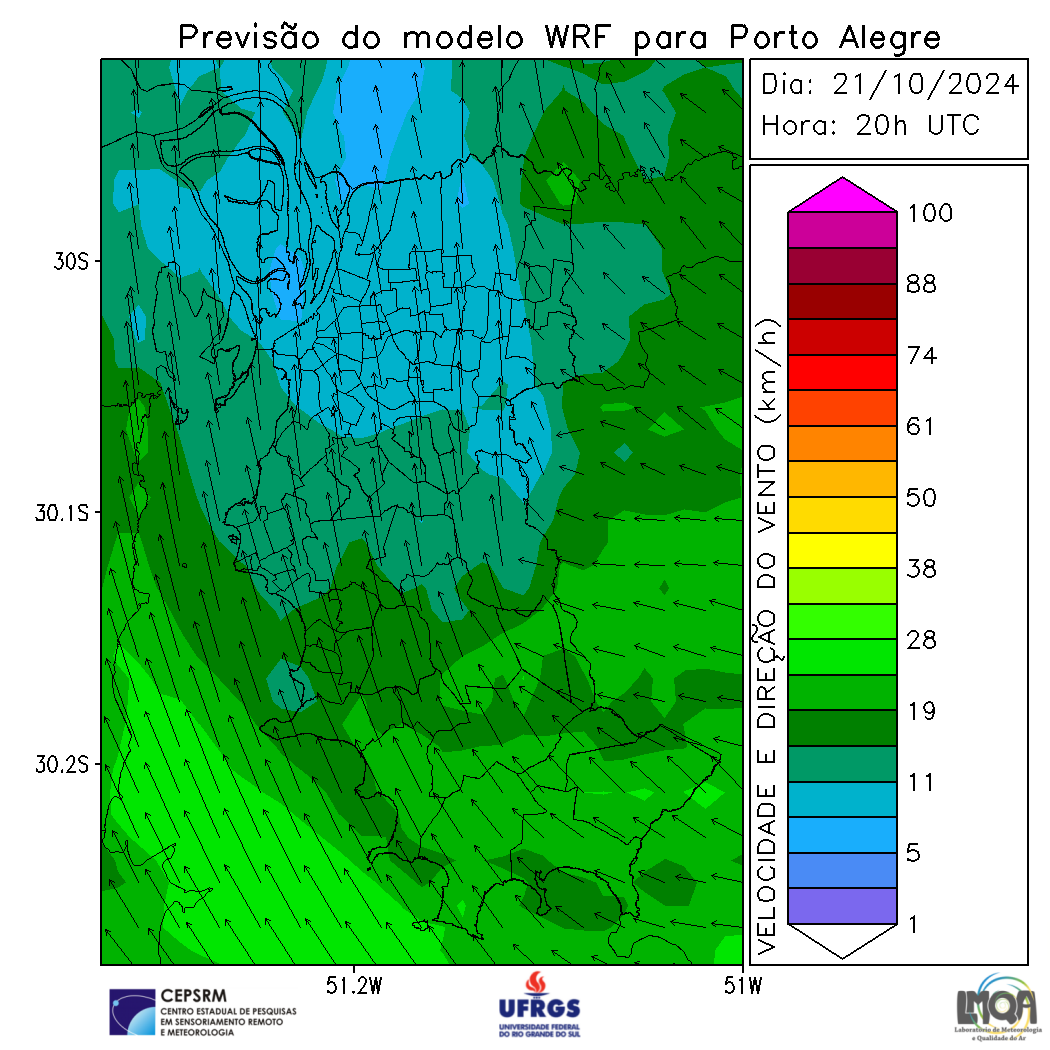 Previsão do modelo WRF para Porto Alegre
Dia: 21/10/2024
Hora: 20h UTC
30S
30.1S
30.2S
51.2W
51W
VELOCIDADE E DIREÇÃO DO VENTO (km/h)
100
88
74
61
50
38
28
19
11
5
1
CEPSRM
CENTRO ESTADUAL DE PESQUISAS
EM SENSORIAMENTO REMOTO
E METEOROLOGIA
UFRGS
UNIVERSIDADE FEDERAL
DO RIO GRANDE DO SUL
LMQA
Laboratório de Meteorologia
e Qualidade do Ar